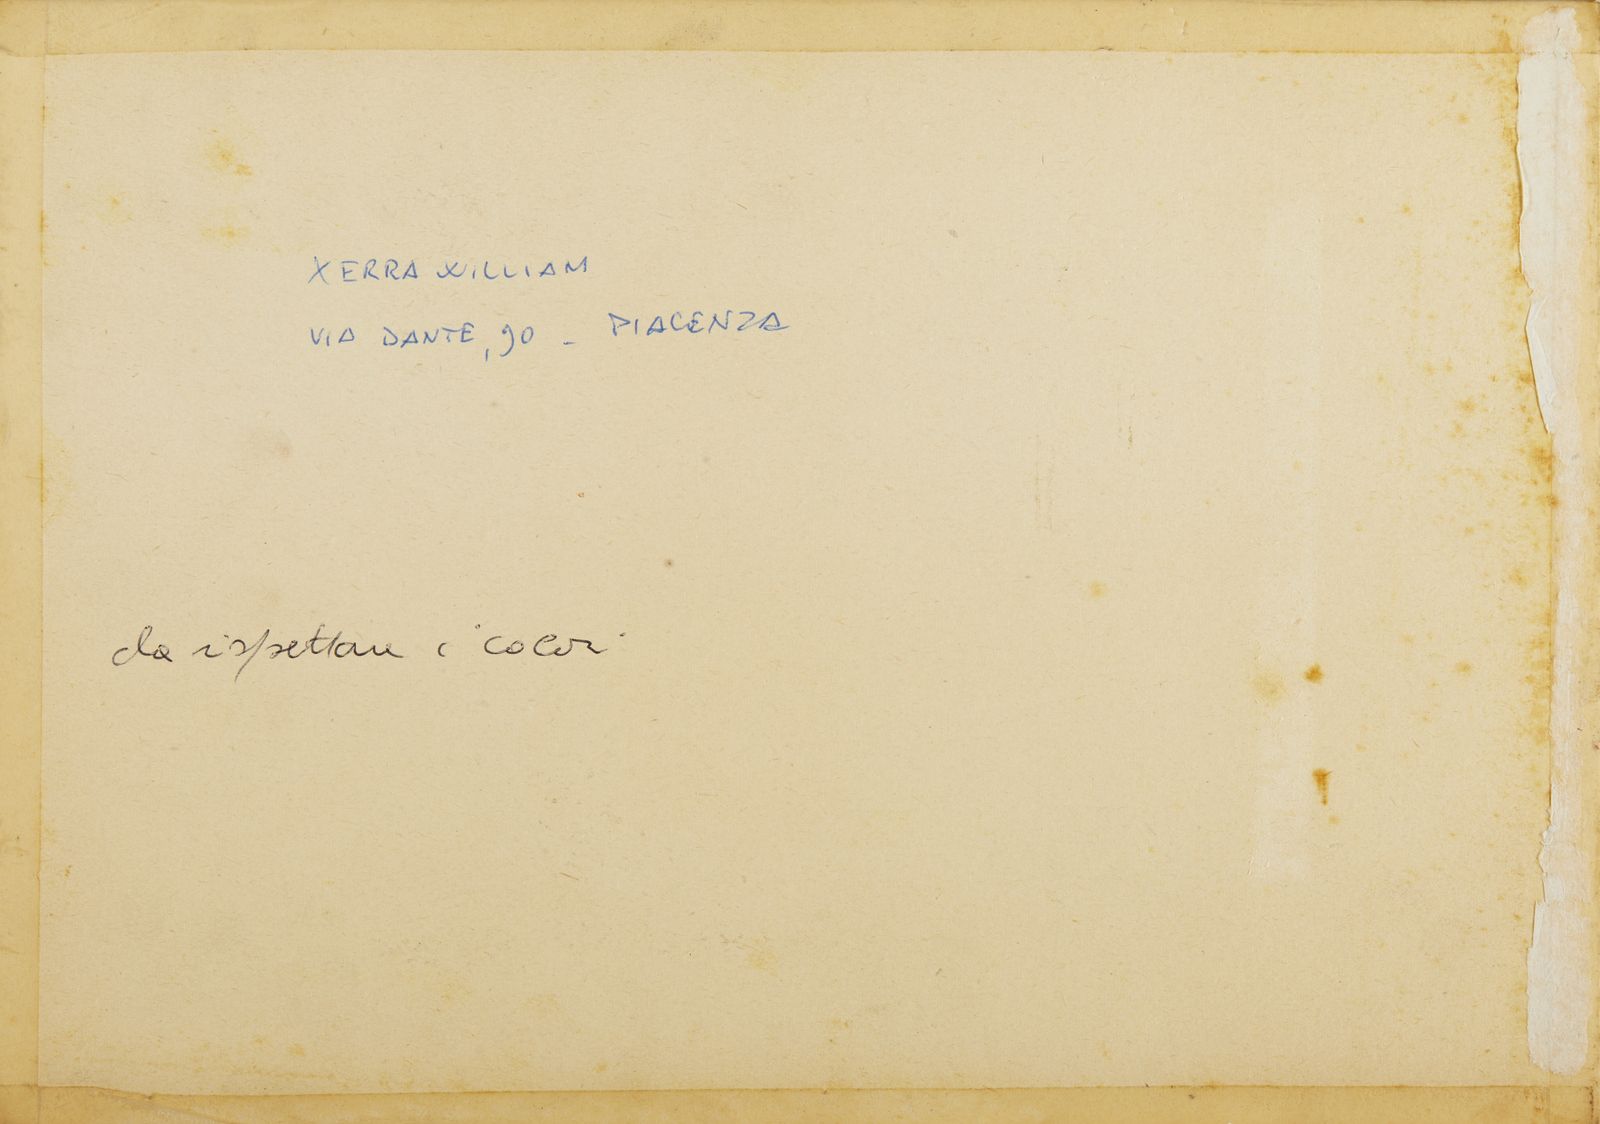 XERRA WILLIAM
VIA DANTE, 90 - PIACENZA
da rispettare i colori